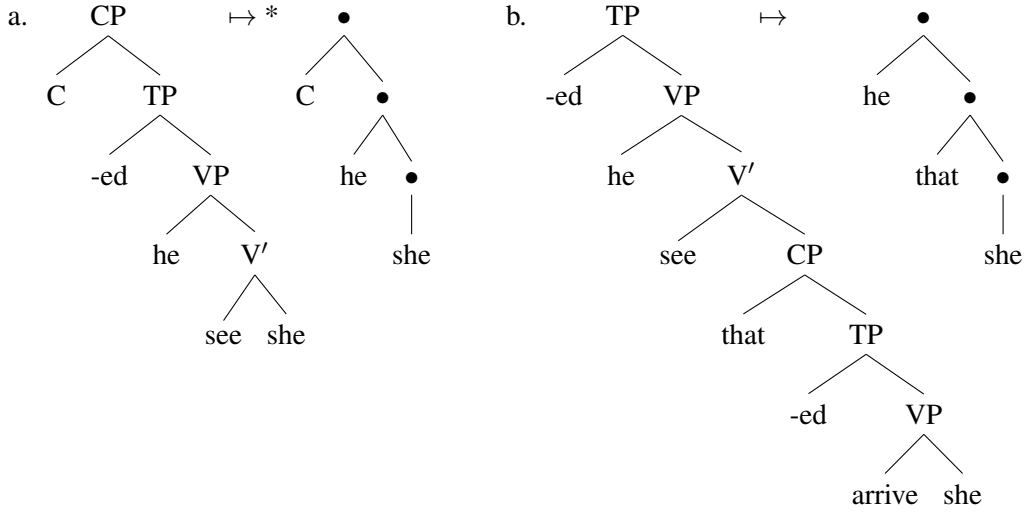 a. CP ↦ * • b. TP ↦ •
C TP C • -ed VP he •
-ed VP he • he V′ that •
he V′ she see CP she
see she that TP
-ed VP
arrive she